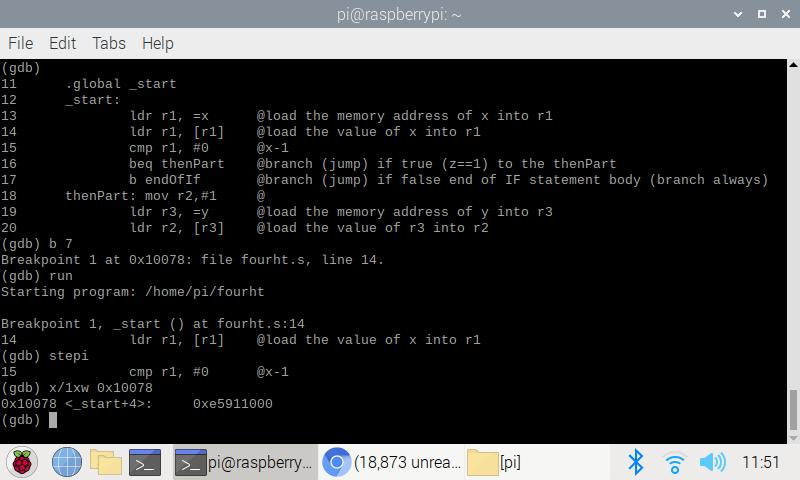 pi@raspberrypi: ~
File Edit Tabs Help
(gdb)
11 .global _start
12 _start:
13 ldr r1, =x @load the memory address of x into r1
14 ldr r1, [r1] @load the value of x into r1
15 cmp r1, #0 @x-1
16 beq thenPart @branch (jump) if true (z==1) to the thenPart
17 b endOfIf @branch (jump) if false end of IF statement body (branch always)
18 thenPart: mov r2,#1 @
19 ldr r3, =y @load the memory address of y into r3
20 ldr r2, [r3] @load the value of r3 into r2
(gdb) b 7
Breakpoint 1 at 0x10078: file fourht.s, line 14.
(gdb) run
Starting program: /home/pi/fourht
Breakpoint 1, _start () at fourht.s:14
14 ldr r1, [r1] @load the value of x into r1
(gdb) stepi
15 cmp r1, #0 @x-1
(gdb) x/1xw 0x10078
0x10078 <_start+4>: 0xe5911000
(gdb)
>_ >_ pi@raspberry... (18,873 unrea... [pi] 11:51